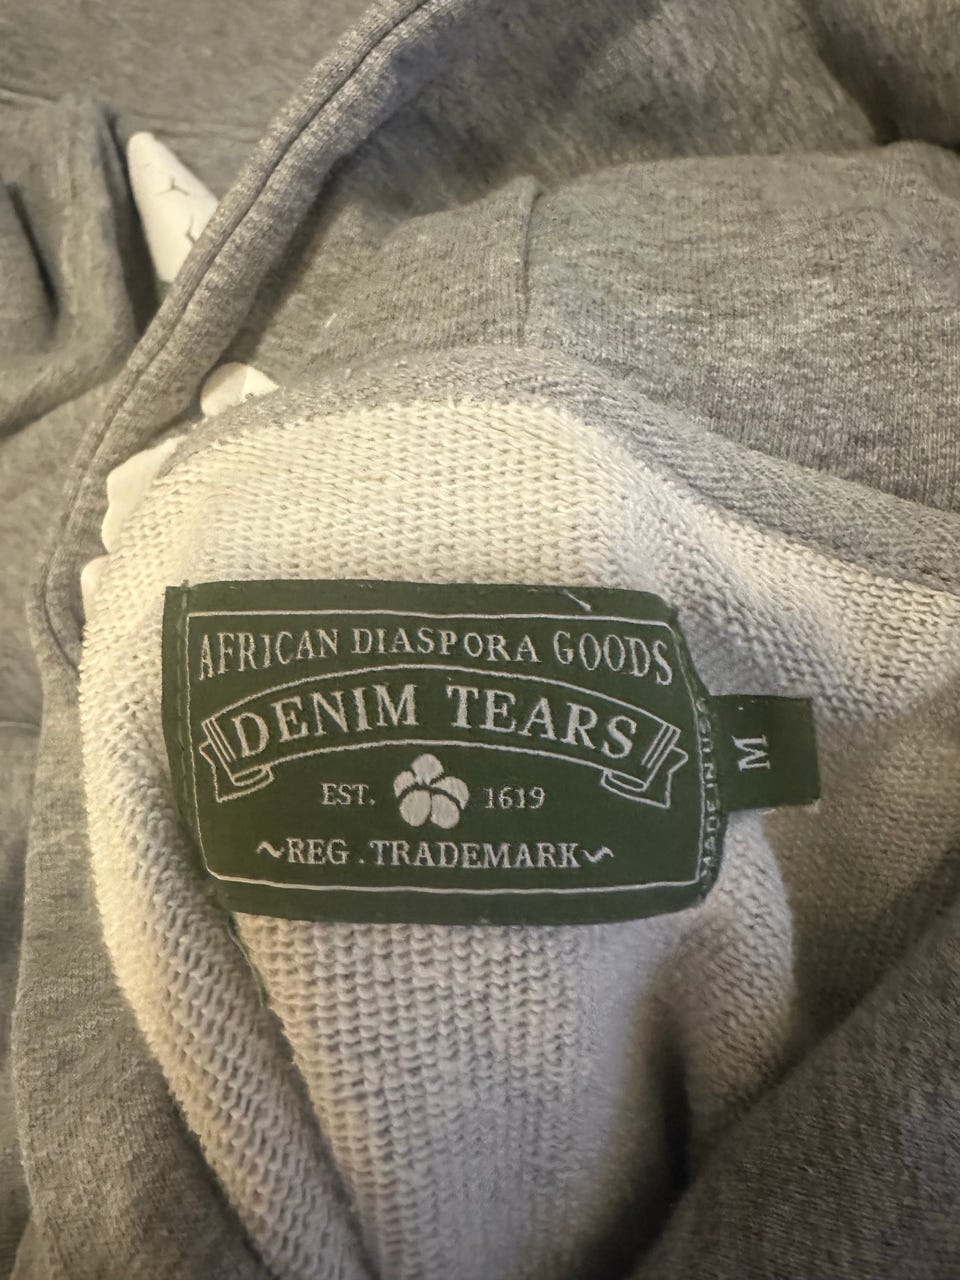 AFRICAN DIASPORA GOODS
DENIM TEARS
EST. 1619
~REG . TRADEMARK~
M
MADE IN USA